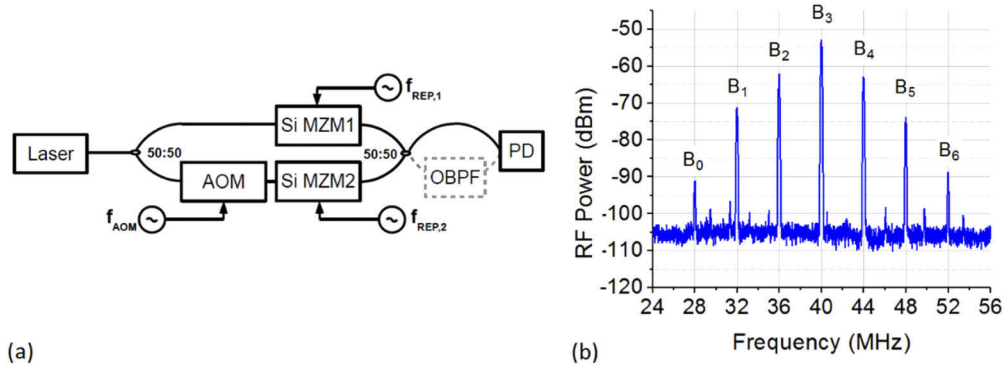 Laser
50:50
AOM
f_AOM
Si MZM1
f_REP,1
Si MZM2
f_REP,2
50:50
OBPF
PD
(a)
RF Power (dBm)
-50
-60
-70
-80
-90
-100
-110
-120
B_0
B_1
B_2
B_3
B_4
B_5
B_6
24 28 32 36 40 44 48 52 56
Frequency (MHz)
(b)